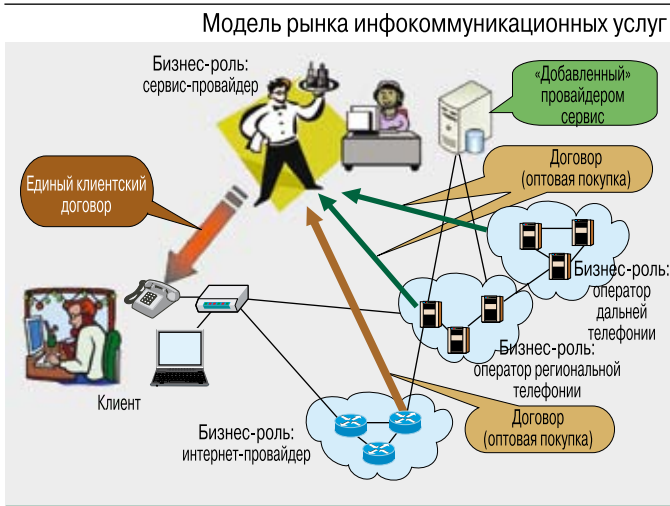 Модель рынка инфокоммуникационных услуг
Бизнес-роль:
сервис-провайдер
«Добавленный»
провайдером
сервис
Договор
(оптовая покупка)
Единый клиентский
договор
Бизнес-роль:
оператор
дальней
телефонии
Бизнес-роль:
оператор региональной
телефонии
Клиент
Бизнес-роль:
интернет-провайдер
Договор
(оптовая покупка)